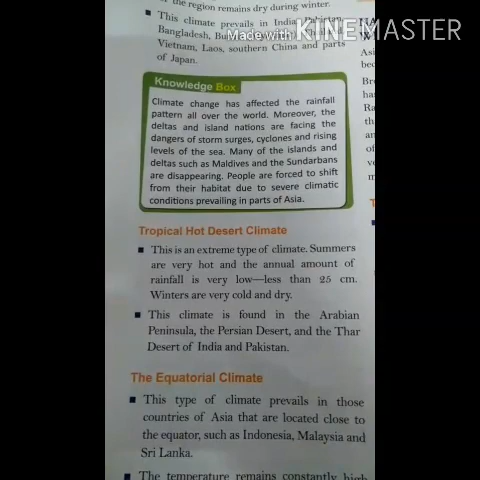 the region remains dry during winter.
This climate prevails in India, Pakistan,
Made with KINEMASTER
Bangladesh,
Vietnam, Laos, southern China and parts
of Japan.
Knowledge Box
Climate change has affected the rainfall
pattern all over the world. Moreover, the
deltas and island nations are facing the
dangers of storm surges, cyclones and rising
levels of the sea. Many of the islands and
deltas such as Maldives and the Sundarbans
are disappearing. People are forced to shift
from their habitat due to severe climatic
conditions prevailing in parts of Asia.
Tropical Hot Desert Climate
This is an extreme type of climate. Summers
are very hot and the annual amount of
rainfall is very low—less than 25 cm.
Winters are very cold and dry.
This climate is found in the Arabian
Peninsula, the Persian Desert, and the Thar
Desert of India and Pakistan.
The Equatorial Climate
This type of climate prevails in those
countries of Asia that are located close to
the equator, such as Indonesia, Malaysia and
Sri Lanka.
The temperature remains constantly high